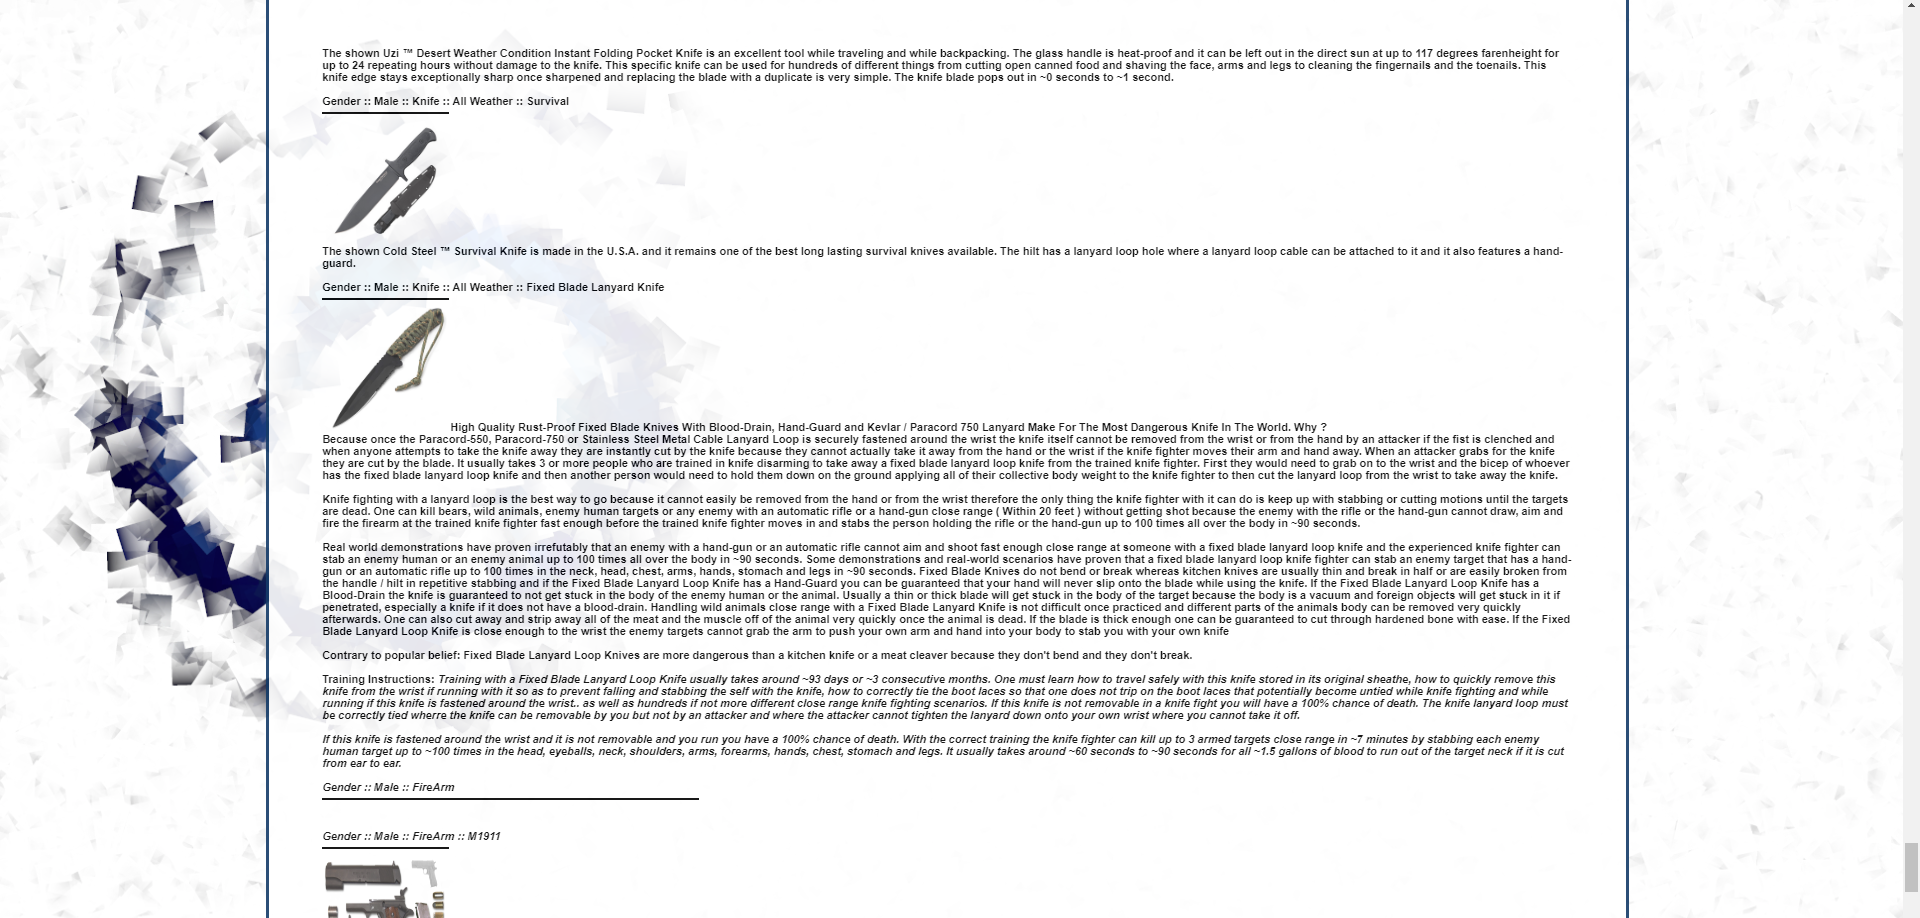 The shown Uzi ™ Desert Weather Condition Instant Folding Pocket Knife is an excellent tool while traveling and while backpacking. The glass handle is heat-proof and it can be left out in the direct sun at up to 117 degrees farenheight for
up to 24 repeating hours without damage to the knife. This specific knife can be used for hundreds of different things from cutting open canned food and shaving the face, arms and legs to cleaning the fingernails and the toenails. This
knife edge stays exceptionally sharp once sharpened and replacing the blade with a duplicate is very simple. The knife blade pops out in ~0 seconds to ~1 second.
Gender :: Male :: Knife :: All Weather :: Survival
The shown Cold Steel ™ Survival Knife is made in the U.S.A. and it remains one of the best long lasting survival knives available. The hilt has a lanyard loop hole where a lanyard loop cable can be attached to it and it also features a hand-
guard.
Gender :: Male :: Knife :: All Weather :: Fixed Blade Lanyard Knife
High Quality Rust-Proof Fixed Blade Knives With Blood-Drain, Hand-Guard and Kevlar / Paracord 750 Lanyard Make For The Most Dangerous Knife In The World. Why ?
Because once the Paracord-550, Paracord-750 or Stainless Steel Metal Cable Lanyard Loop is securely fastened around the wrist the knife itself cannot be removed from the wrist or from the hand by an attacker if the fist is clenched and
when anyone attempts to take the knife away they are instantly cut by the knife because they cannot actually take it away from the hand or the wrist if the knife fighter moves their arm and hand away. When an attacker grabs for the knife
they are cut by the blade. It usually takes 3 or more people who are trained in knife disarming to take away a fixed blade lanyard loop knife from the trained knife fighter. First they would need to grab on to the wrist and the bicep of whoever
has the fixed blade lanyard loop knife and then another person would need to hold them down on the ground applying all of their collective body weight to the knife fighter to then cut the lanyard loop from the wrist to take away the knife.
Knife fighting with a lanyard loop is the best way to go because it cannot easily be removed from the hand or from the wrist therefore the only thing the knife fighter with it can do is keep up with stabbing or cutting motions until the targets
are dead. One can kill bears, wild animals, enemy human targets or any enemy with an automatic rifle or a hand-gun close range ( Within 20 feet ) without getting shot because the enemy with the rifle or the hand-gun cannot draw, aim and
fire the firearm at the trained knife fighter fast enough before the trained knife fighter moves in and stabs the person holding the rifle or the hand-gun up to 100 times all over the body in ~90 seconds.
Real world demonstrations have proven irrefutably that an enemy with a hand-gun or an automatic rifle cannot aim and shoot fast enough close range at someone with a fixed blade lanyard loop knife and the experienced knife fighter can
stab an enemy human or an enemy animal up to 100 times all over the body in ~90 seconds. Some demonstrations and real-world scenarios have proven that a fixed blade lanyard loop knife fighter can stab an enemy target that has a hand-
gun or an automatic rifle up to 100 times in the neck, head, chest, arms, hands, stomach and legs in ~90 seconds. Fixed Blade Knives do not bend or break whereas kitchen knives are usually thin and break in half or are easily broken from
the handle / hilt in repetitive stabbing and if the Fixed Blade Lanyard Loop Knife has a Hand-Guard you can be guaranteed that your hand will never slip onto the blade while using the knife. If the Fixed Blade Lanyard Loop Knife has a
Blood-Drain the knife is guaranteed to not get stuck in the body of the enemy human or the animal. Usually a thin or thick blade will get stuck in the body of the target because the body is a vacuum and foreign objects will get stuck in it if
penetrated, especially a knife if it does not have a blood-drain. Handling wild animals close range with a Fixed Blade Lanyard Knife is not difficult once practiced and different parts of the animals body can be removed very quickly
afterwards. One can also cut away and strip away all of the meat and the muscle off of the animal very quickly once the animal is dead. If the blade is thick enough one can be guaranteed to cut through hardened bone with ease. If the Fixed
Blade Lanyard Loop Knife is close enough to the wrist the enemy targets cannot grab the arm to push your own arm and hand into your body to stab you with your own knife
Contrary to popular belief: Fixed Blade Lanyard Loop Knives are more dangerous than a kitchen knife or a meat cleaver because they don't bend and they don't break.
Training Instructions: Training with a Fixed Blade Lanyard Loop Knife usually takes around ~93 days or ~3 consecutive months. One must learn how to travel safely with this knife stored in its original sheathe, how to quickly remove this
knife from the wrist if running with it so as to prevent falling and stabbing the self with the knife, how to correctly tie the boot laces so that one does not trip on the boot laces that potentially become untied while knife fighting and while
running if this knife is fastened around the wrist.. as well as hundreds if not more different close range knife fighting scenarios. If this knife is not removable in a knife fight you will have a 100% chance of death. The knife lanyard loop must
be correctly tied wherre the knife can be removable by you but not by an attacker and where the attacker cannot tighten the lanyard down onto your own wrist where you cannot take it off.
If this knife is fastened around the wrist and it is not removable and you run you have a 100% chance of death. With the correct training the knife fighter can kill up to 3 armed targets close range in ~7 minutes by stabbing each enemy
human target up to ~100 times in the head, eyeballs, neck, shoulders, arms, forearms, hands, chest, stomach and legs. It usually takes around ~60 seconds to ~90 seconds for all ~1.5 gallons of blood to run out of the target neck if it is cut
from ear to ear.
Gender :: Male :: FireArm
Gender :: Male :: FireArm :: M1911